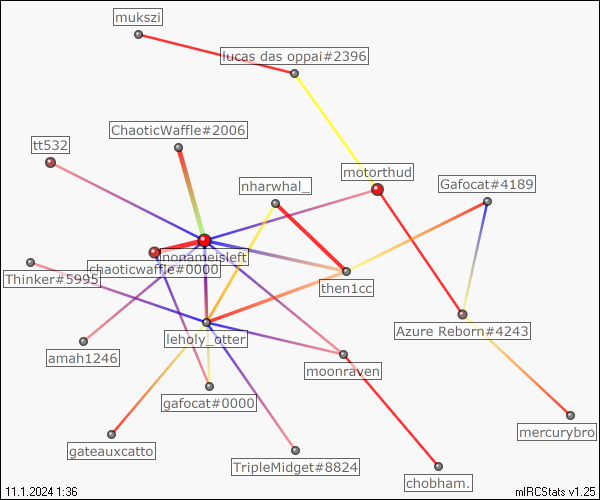 mukszi
lucas das oppai#2396
ChaoticWaffle#2006
tt532
motorthud
Gafocat#4189
nharwhal_
nonameisleft
chaoticwaffle#0000
Thinker#5995
then1cc
leholy_otter
Azure Reborn#4243
amah1246
moonraven
gafocat#0000
mercurybro
gateauxcatto
TripleMidget#8824
chobham.
11.1.2024 1:36
mIRCStats v1.25